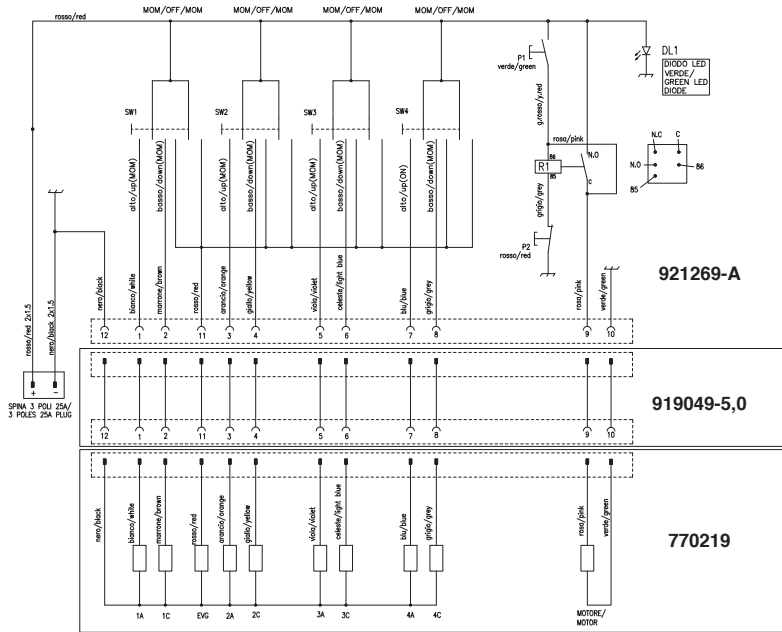 rosso/red
MOM/OFF/MOM
MOM/OFF/MOM
MOM/OFF/MOM
MOM/OFF/MOM
P1
verde/green
DL1
DIODO LED
VERDE/
GREEN LED
DIODE
g.rosso/y.red
SW1
SW2
SW3
SW4
alto/up(MOM)
basso/down(MOM)
alto/up(MOM)
basso/down(MOM)
alto/up(MOM)
basso/down(MOM)
alto/up(ON)
basso/down(MOM)
rosa/pink
86
R1
85
N.O
C
N.C
C
N.O
86
85
grigio/grey
P2
rosso/red
921269-A
rosso/red 2x1.5
nero/black 2x1.5
nero/black
bianco/white
marrone/brown
rosso/red
arancio/orange
giallo/yellow
viola/violet
celeste/light blue
blu/blue
grigio/grey
rosa/pink
verde/green
12
1
2
11
3
4
5
6
7
8
9
10
+
-
SPINA 3 POLI 25A/
3 POLES 25A PLUG
919049-5,0
12
1
2
11
3
4
5
6
7
8
9
10
nero/black
bianco/white
marrone/brown
rosso/red
arancio/orange
giallo/yellow
viola/violet
celeste/light blue
blu/blue
grigio/grey
rosa/pink
verde/green
770219
1A
1C
EVG
2A
2C
3A
3C
4A
4C
MOTORE/
MOTOR